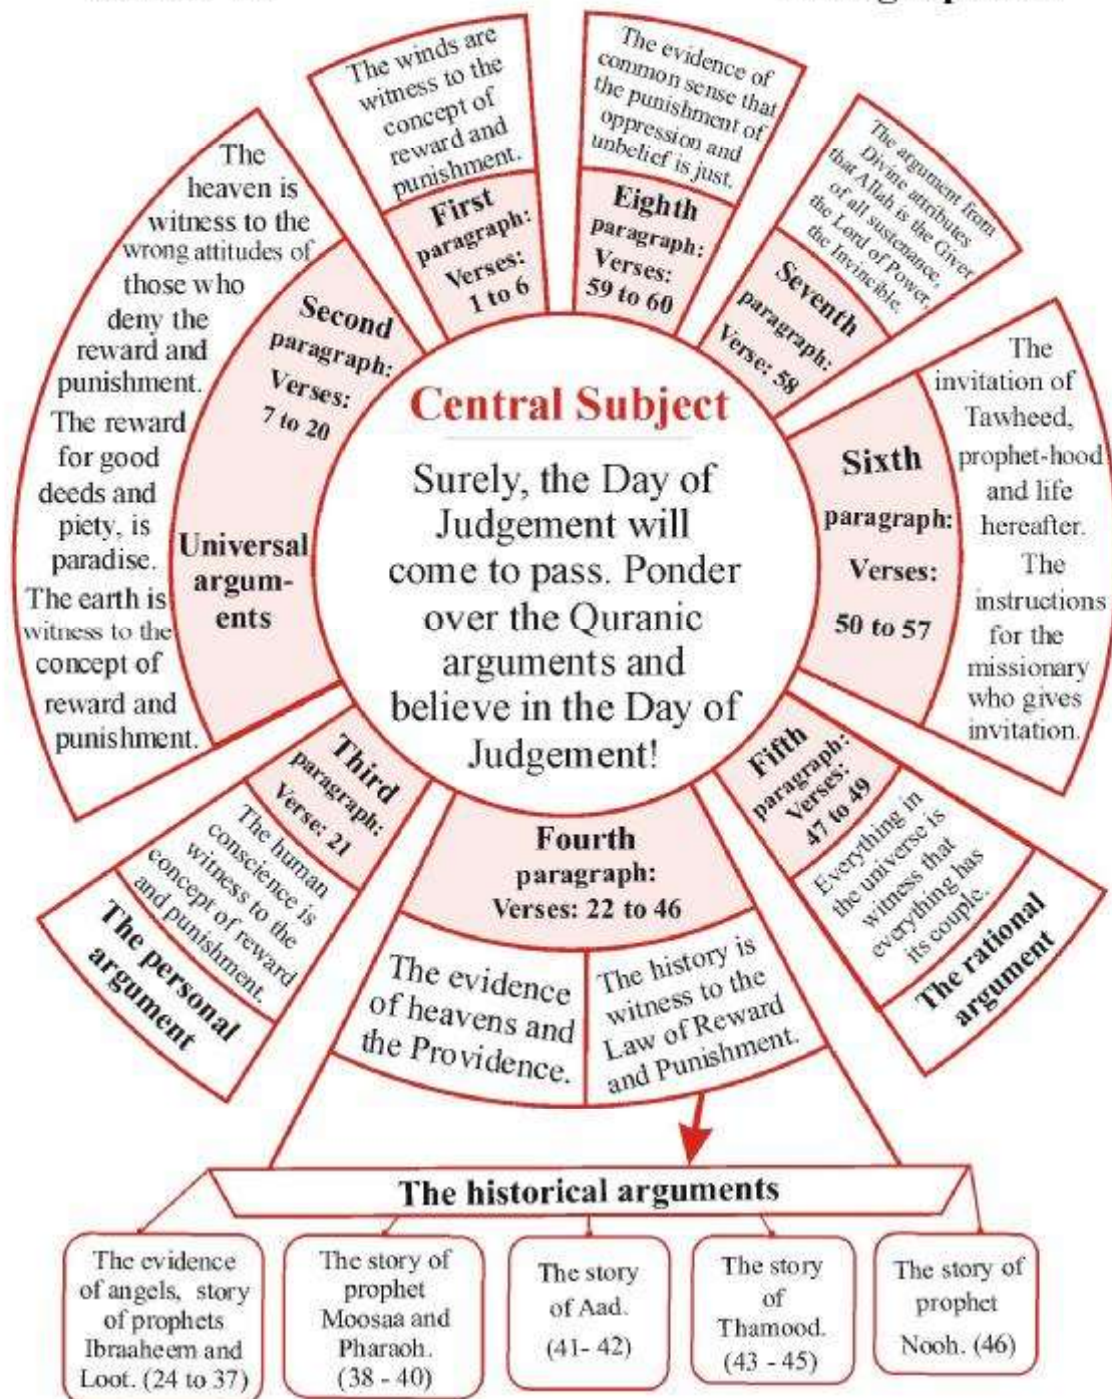 Central Subject
Surely, the Day of
Judgement will
come to pass. Ponder
over the Quranic
arguments and
believe in the Day of
Judgement!
First
paragraph:
Verses:
1 to 6
The winds are
witness to the
concept of
reward and
punishment.
Second
paragraph:
Verses:
7 to 20
Universal
argum-
ents
The
heaven is
witness to the
wrong attitudes of
those who
deny the
reward and
punishment.
The reward
for good
deeds and
piety, is
paradise.
The earth is
witness to the
concept of
reward and
punishment.
Third
paragraph:
Verse: 21
The human
conscience is
witness to the
concept of reward
and punishment.
The personal
argument
Fourth
paragraph:
Verses: 22 to 46
The evidence
of heavens and
the Providence.
The history is
witness to the
Law of Reward
and Punishment.
Fifth
paragraph:
Verses:
47 to 49
Everything in
the universe is
witness that
everything has
its couple.
The rational
argument
Sixth
paragraph:
Verses:
50 to 57
The
invitation of
Tawheed,
prophet-hood
and life
hereafter.
The
instructions
for the
missionary
who gives
invitation.
Seventh
paragraph:
Verse: 58
The argument from
Divine attributes
that Allah is the Giver
of all sustenance,
the Lord of Power,
the Invincible.
Eighth
paragraph:
Verses:
59 to 60
The evidence of
common sense that
the punishment of
oppression and
unbelief is just.
The historical arguments
The evidence
of angels, story
of prophets
Ibraaheem and
Loot. (24 to 37)
The story of
prophet
Moosaa and
Pharaoh.
(38 - 40)
The story
of Aad.
(41- 42)
The story
of
Thamood.
(43 - 45)
The story of
prophet
Nooh. (46)